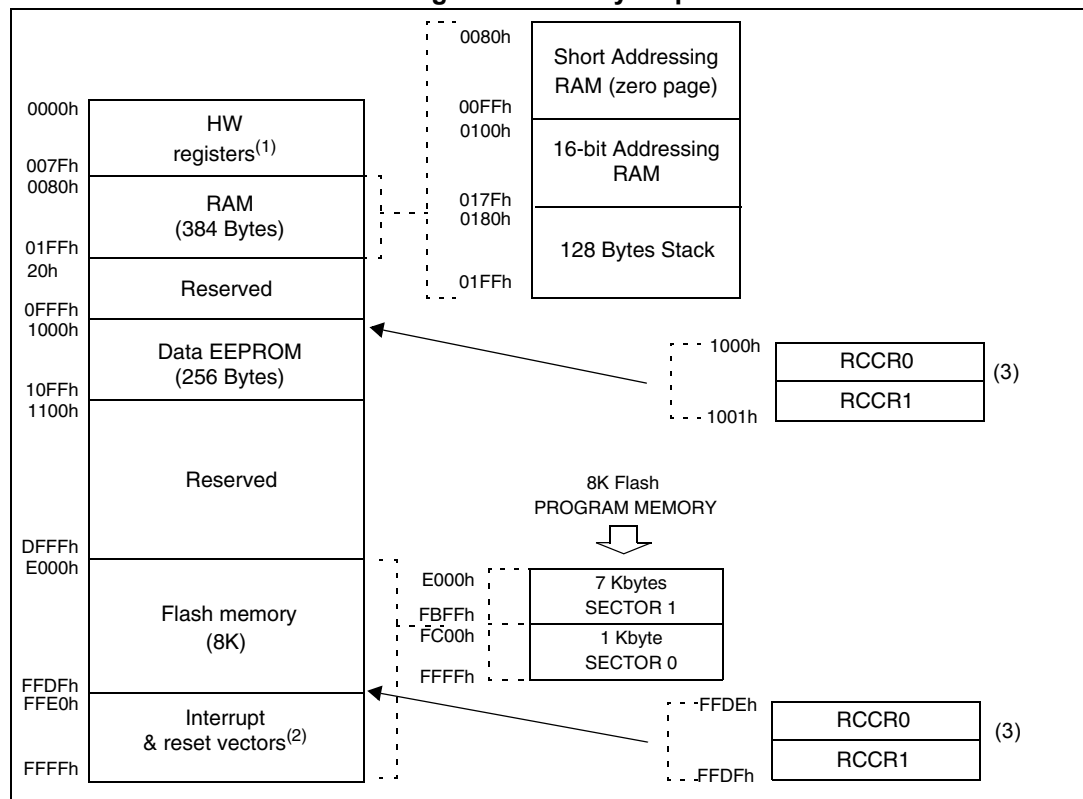 0000h
HW
registers(1)
007Fh
0080h
RAM
(384 Bytes)
01FFh
20h
Reserved
0FFFh
1000h
Data EEPROM
(256 Bytes)
10FFh
1100h
Reserved
DFFFh
E000h
Flash memory
(8K)
FFDFh
FFE0h
Interrupt
& reset vectors(2)
FFFFh
0080h
Short Addressing
RAM (zero page)
00FFh
0100h
16-bit Addressing
RAM
017Fh
0180h
128 Bytes Stack
01FFh
1000h
RCCR0
RCCR1
1001h
(3)
8K Flash
PROGRAM MEMORY
E000h
7 Kbytes
SECTOR 1
FBFFh
FC00h
1 Kbyte
SECTOR 0
FFFFh
FFDEh
RCCR0
RCCR1
FFDFh
(3)